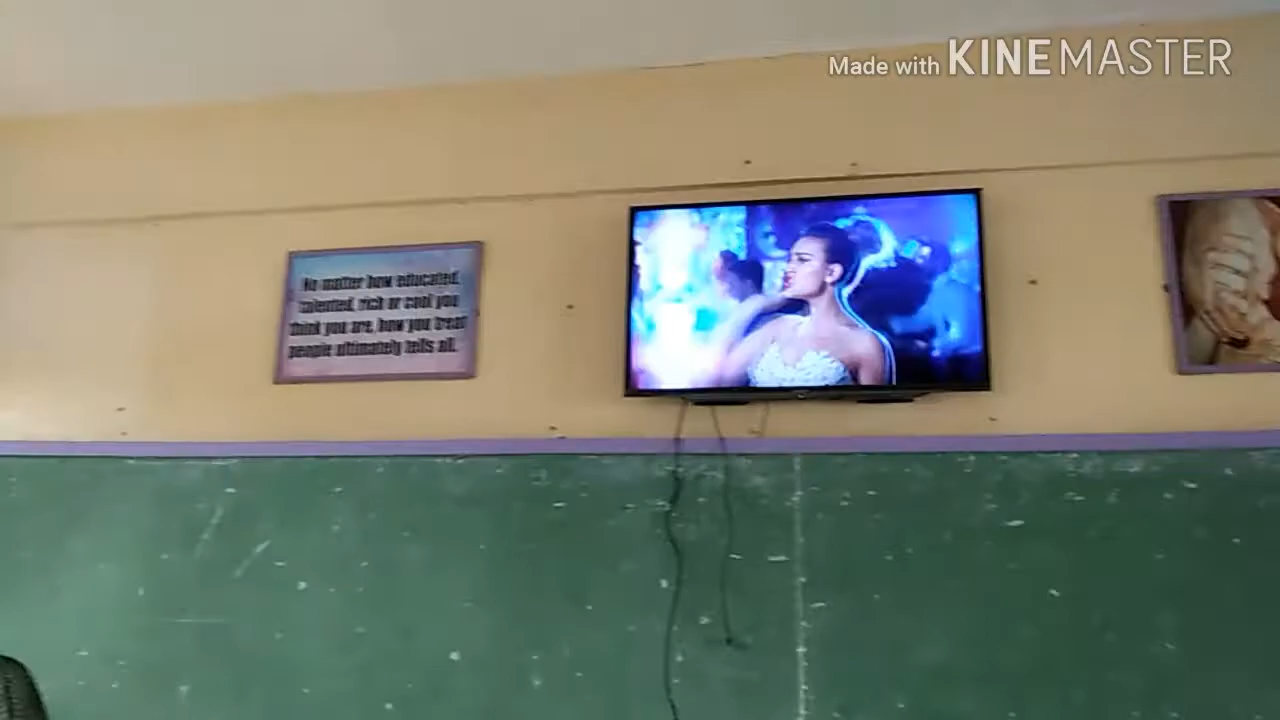 Made with KINEMASTER
No matter how educated,
talented, rich or cool you
think you are, how you treat
people ultimately tells all.